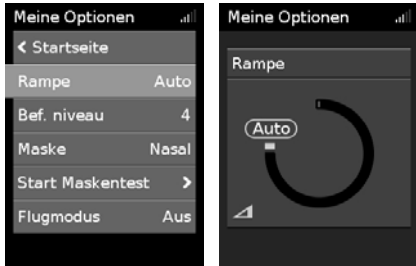 Meine Optionen
< Startseite
Rampe Auto
Bef. niveau 4
Maske Nasal
Start Maskentest >
Flugmodus Aus
Meine Optionen
Rampe
Auto